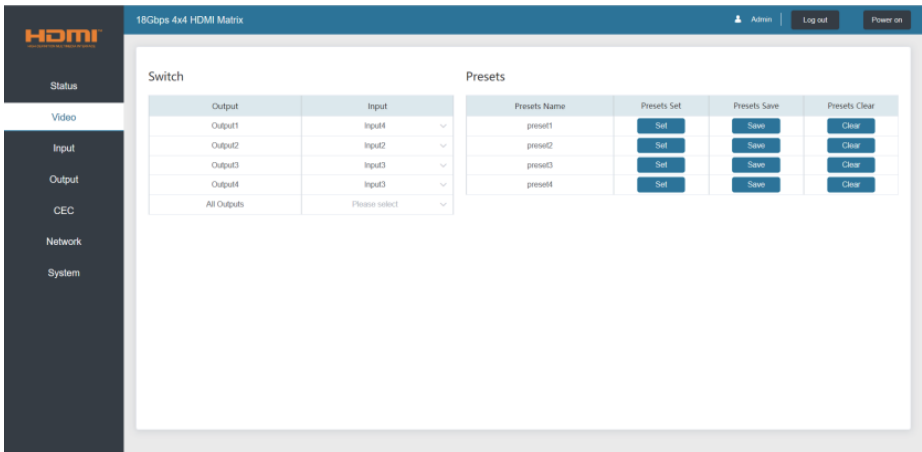 HDMI
18Gbps 4x4 HDMI Matrix
Admin
Log out
Power on
Status
Video
Input
Output
CEC
Network
System
Switch
Output Input
Output1 Input4
Output2 Input2
Output3 Input3
Output4 Input3
All Outputs Please select
Presets
Presets Name Presets Set Presets Save Presets Clear
preset1 Set Save Clear
preset2 Set Save Clear
preset3 Set Save Clear
preset4 Set Save Clear